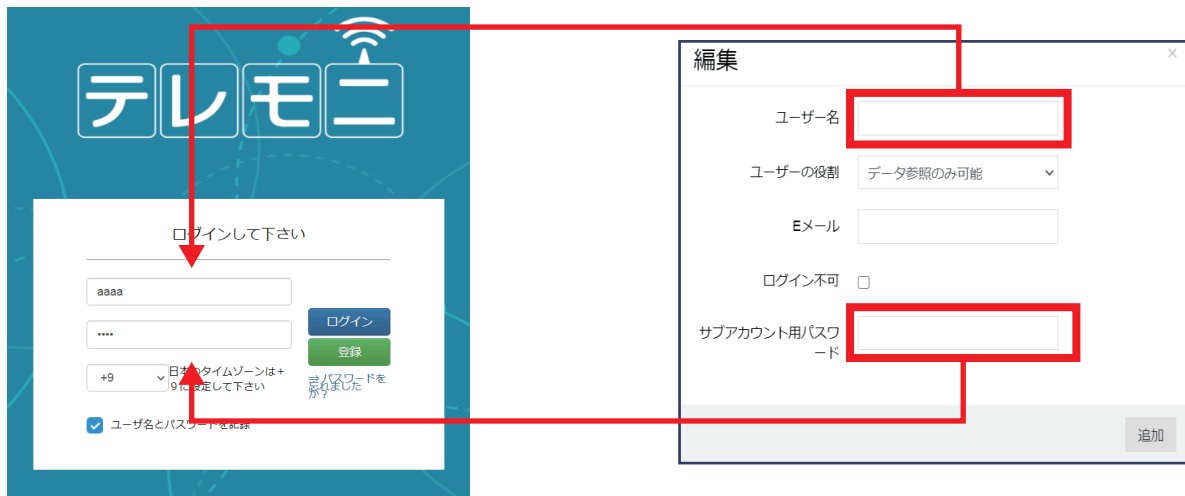 テレモニ
ログインして下さい
aaaa
••••
ログイン
登録
+9
日本のタイムゾーンは+
9に設定して下さい
⇒パスワードを
忘れました
か?
ユーザ名とパスワードを記録
編集
×
ユーザー名
ユーザーの役割
データ参照のみ可能
Eメール
ログイン不可
サブアカウント用パスワ
ード
追加